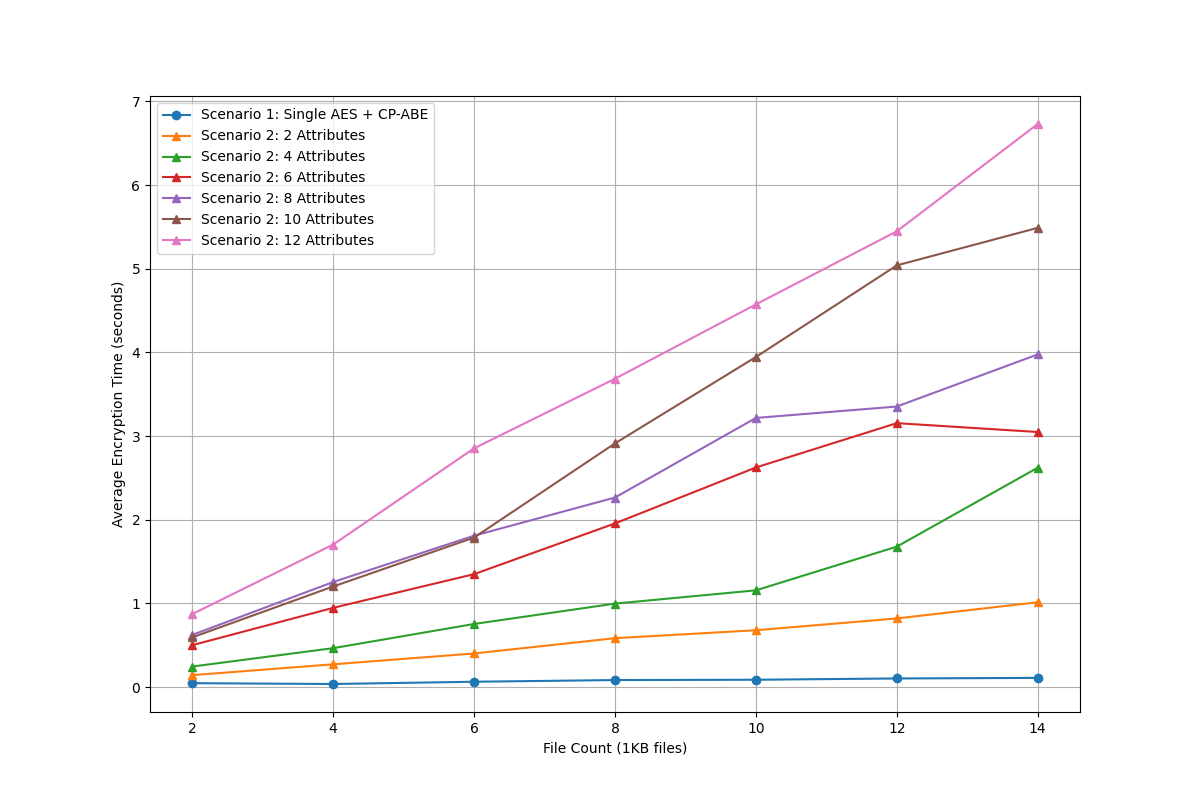 7
6
5
4
3
2
1
0
Average Encryption Time (seconds)
Scenario 1: Single AES + CP-ABE
Scenario 2: 2 Attributes
Scenario 2: 4 Attributes
Scenario 2: 6 Attributes
Scenario 2: 8 Attributes
Scenario 2: 10 Attributes
Scenario 2: 12 Attributes
2 4 6 8 10 12 14
File Count (1KB files)